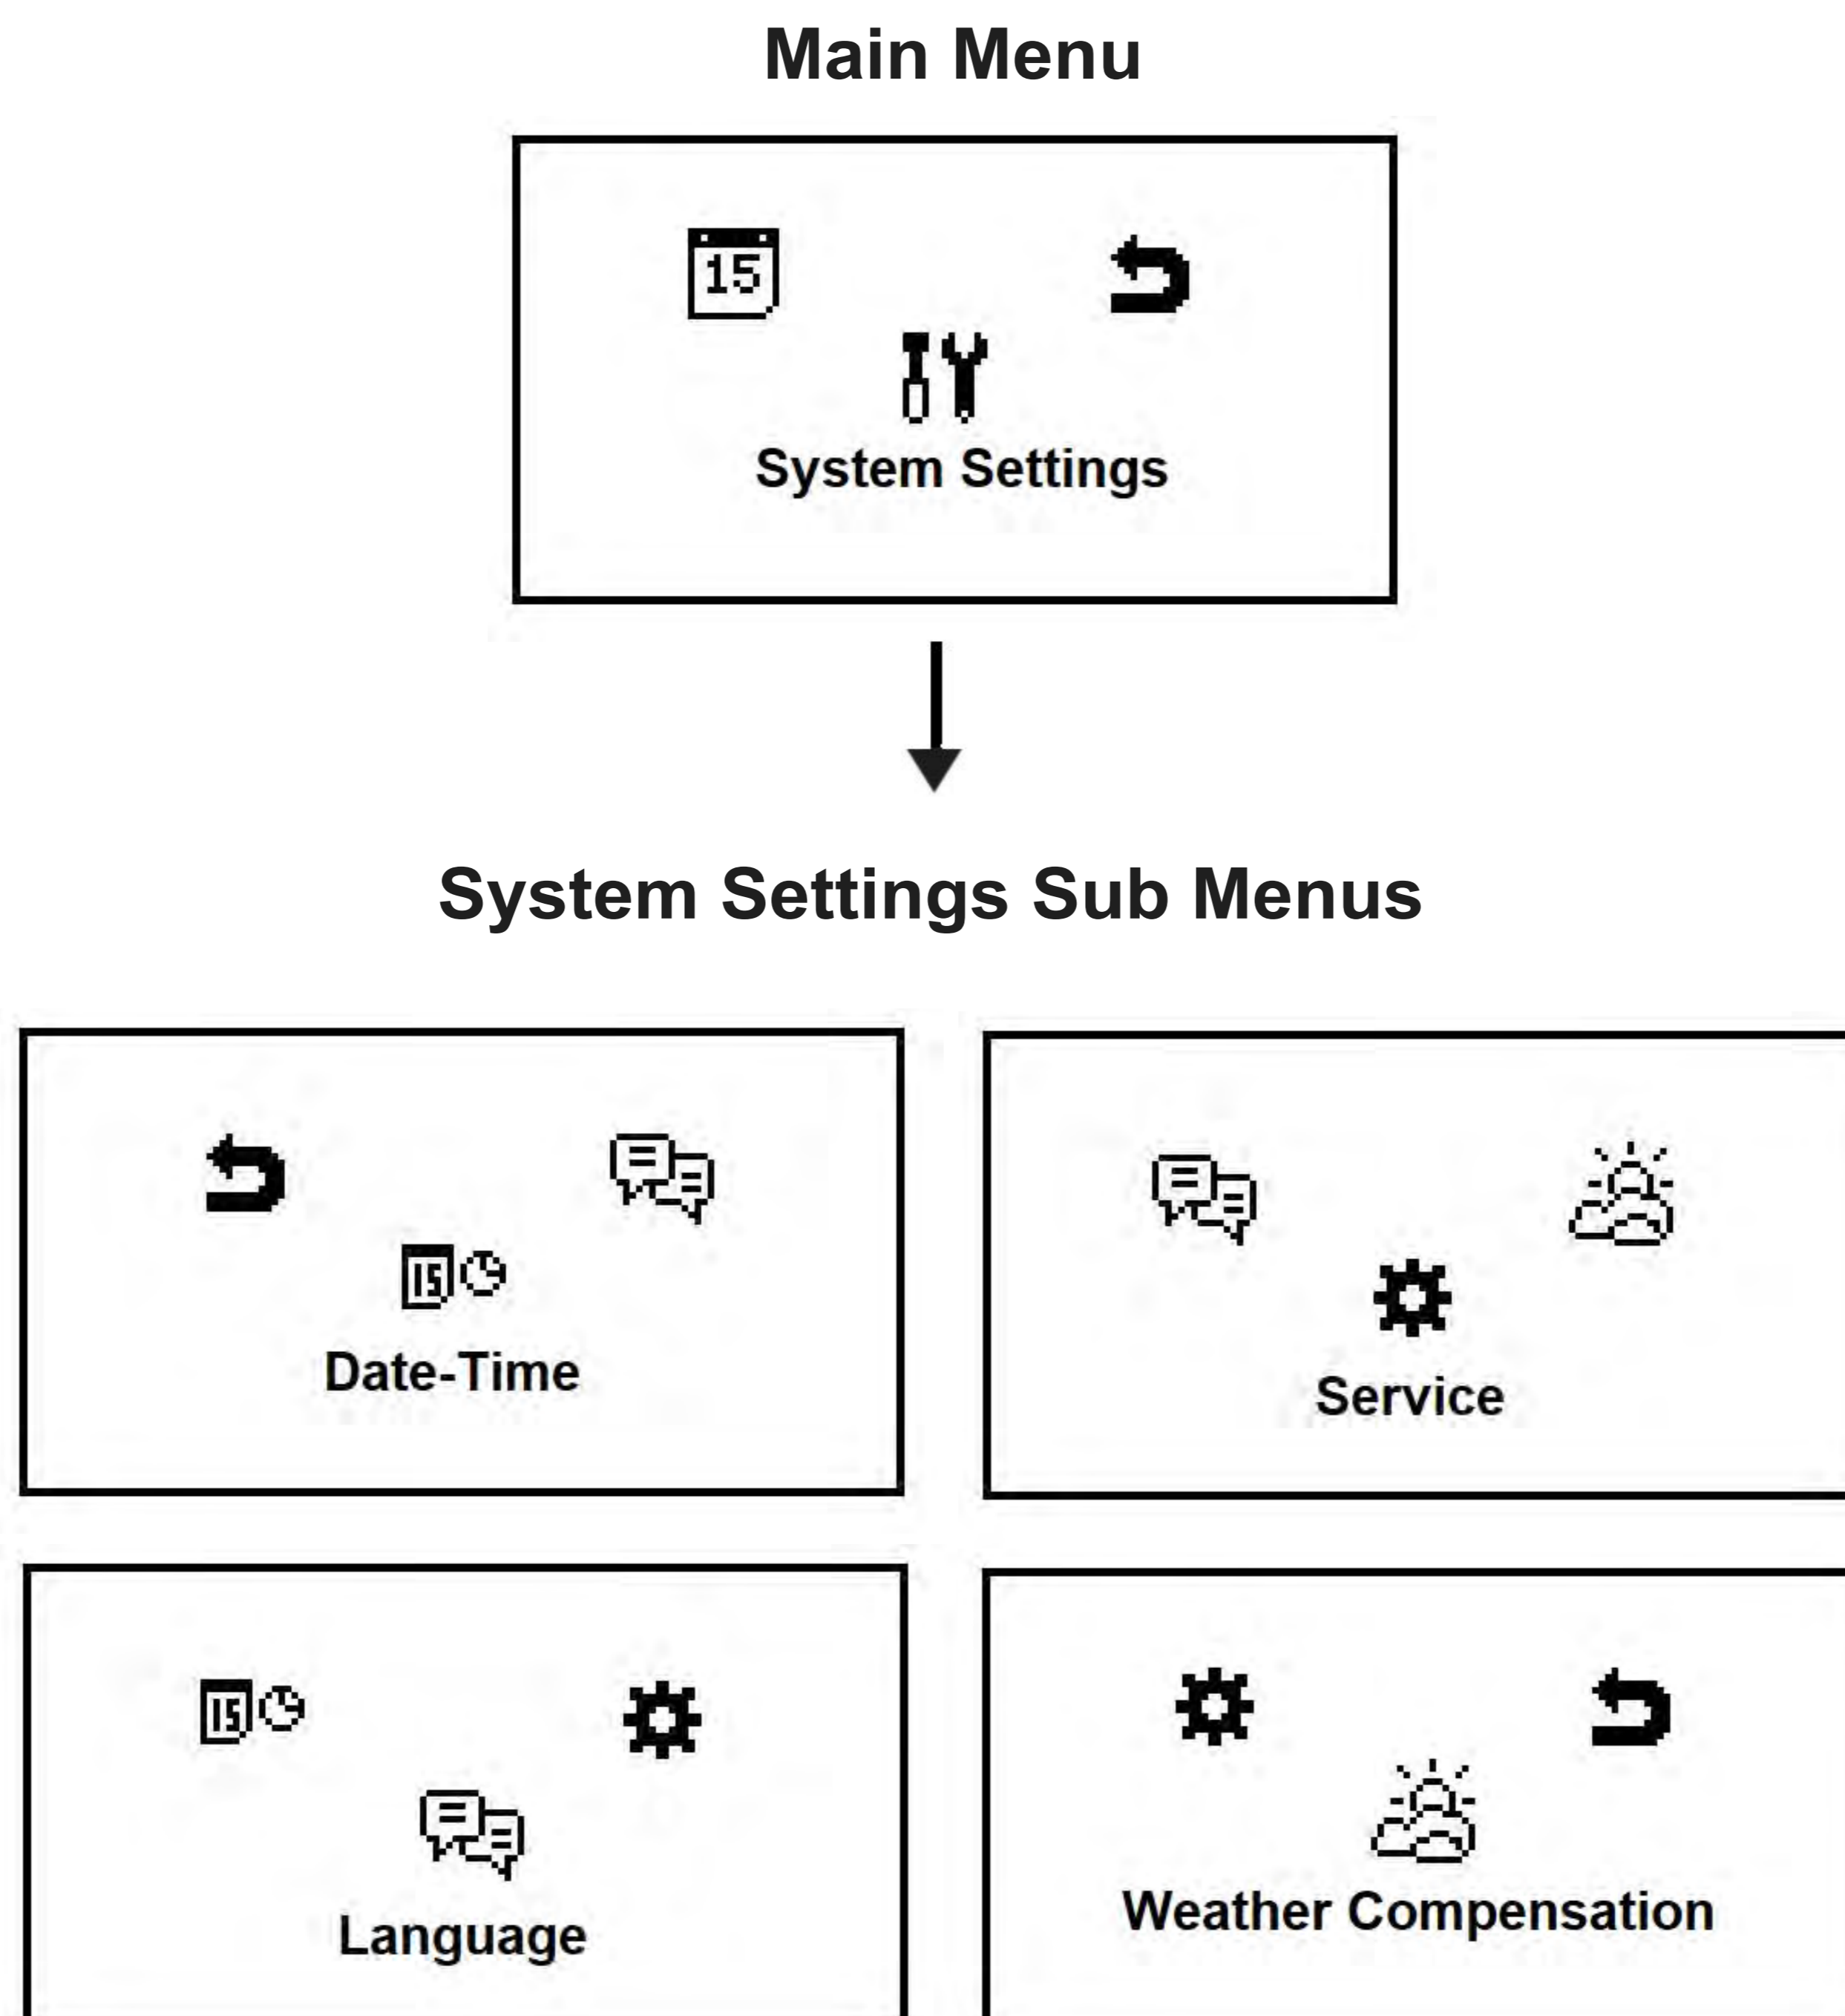 Main Menu
15
System Settings
System Settings Sub Menus
15
Date-Time
Service
15
Language
Weather Compensation